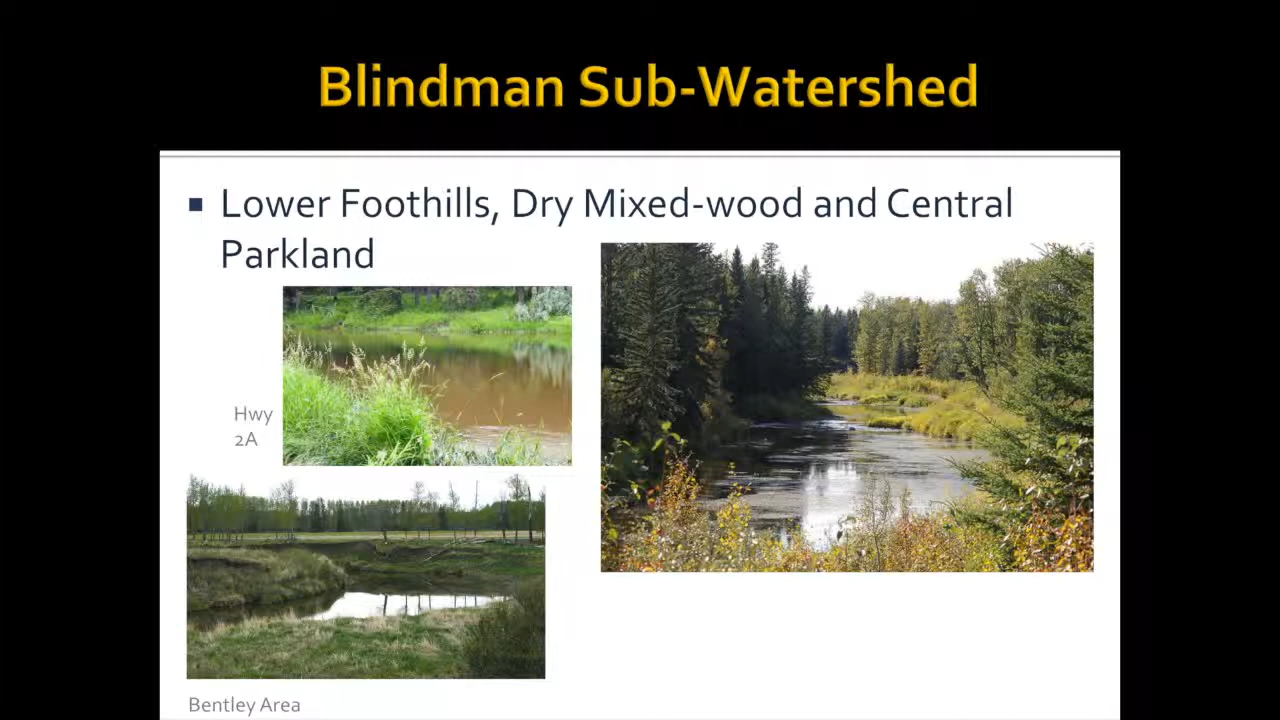 Blindman Sub-Watershed
▪ Lower Foothills, Dry Mixed-wood and Central
Parkland
Hwy
2A
Bentley Area